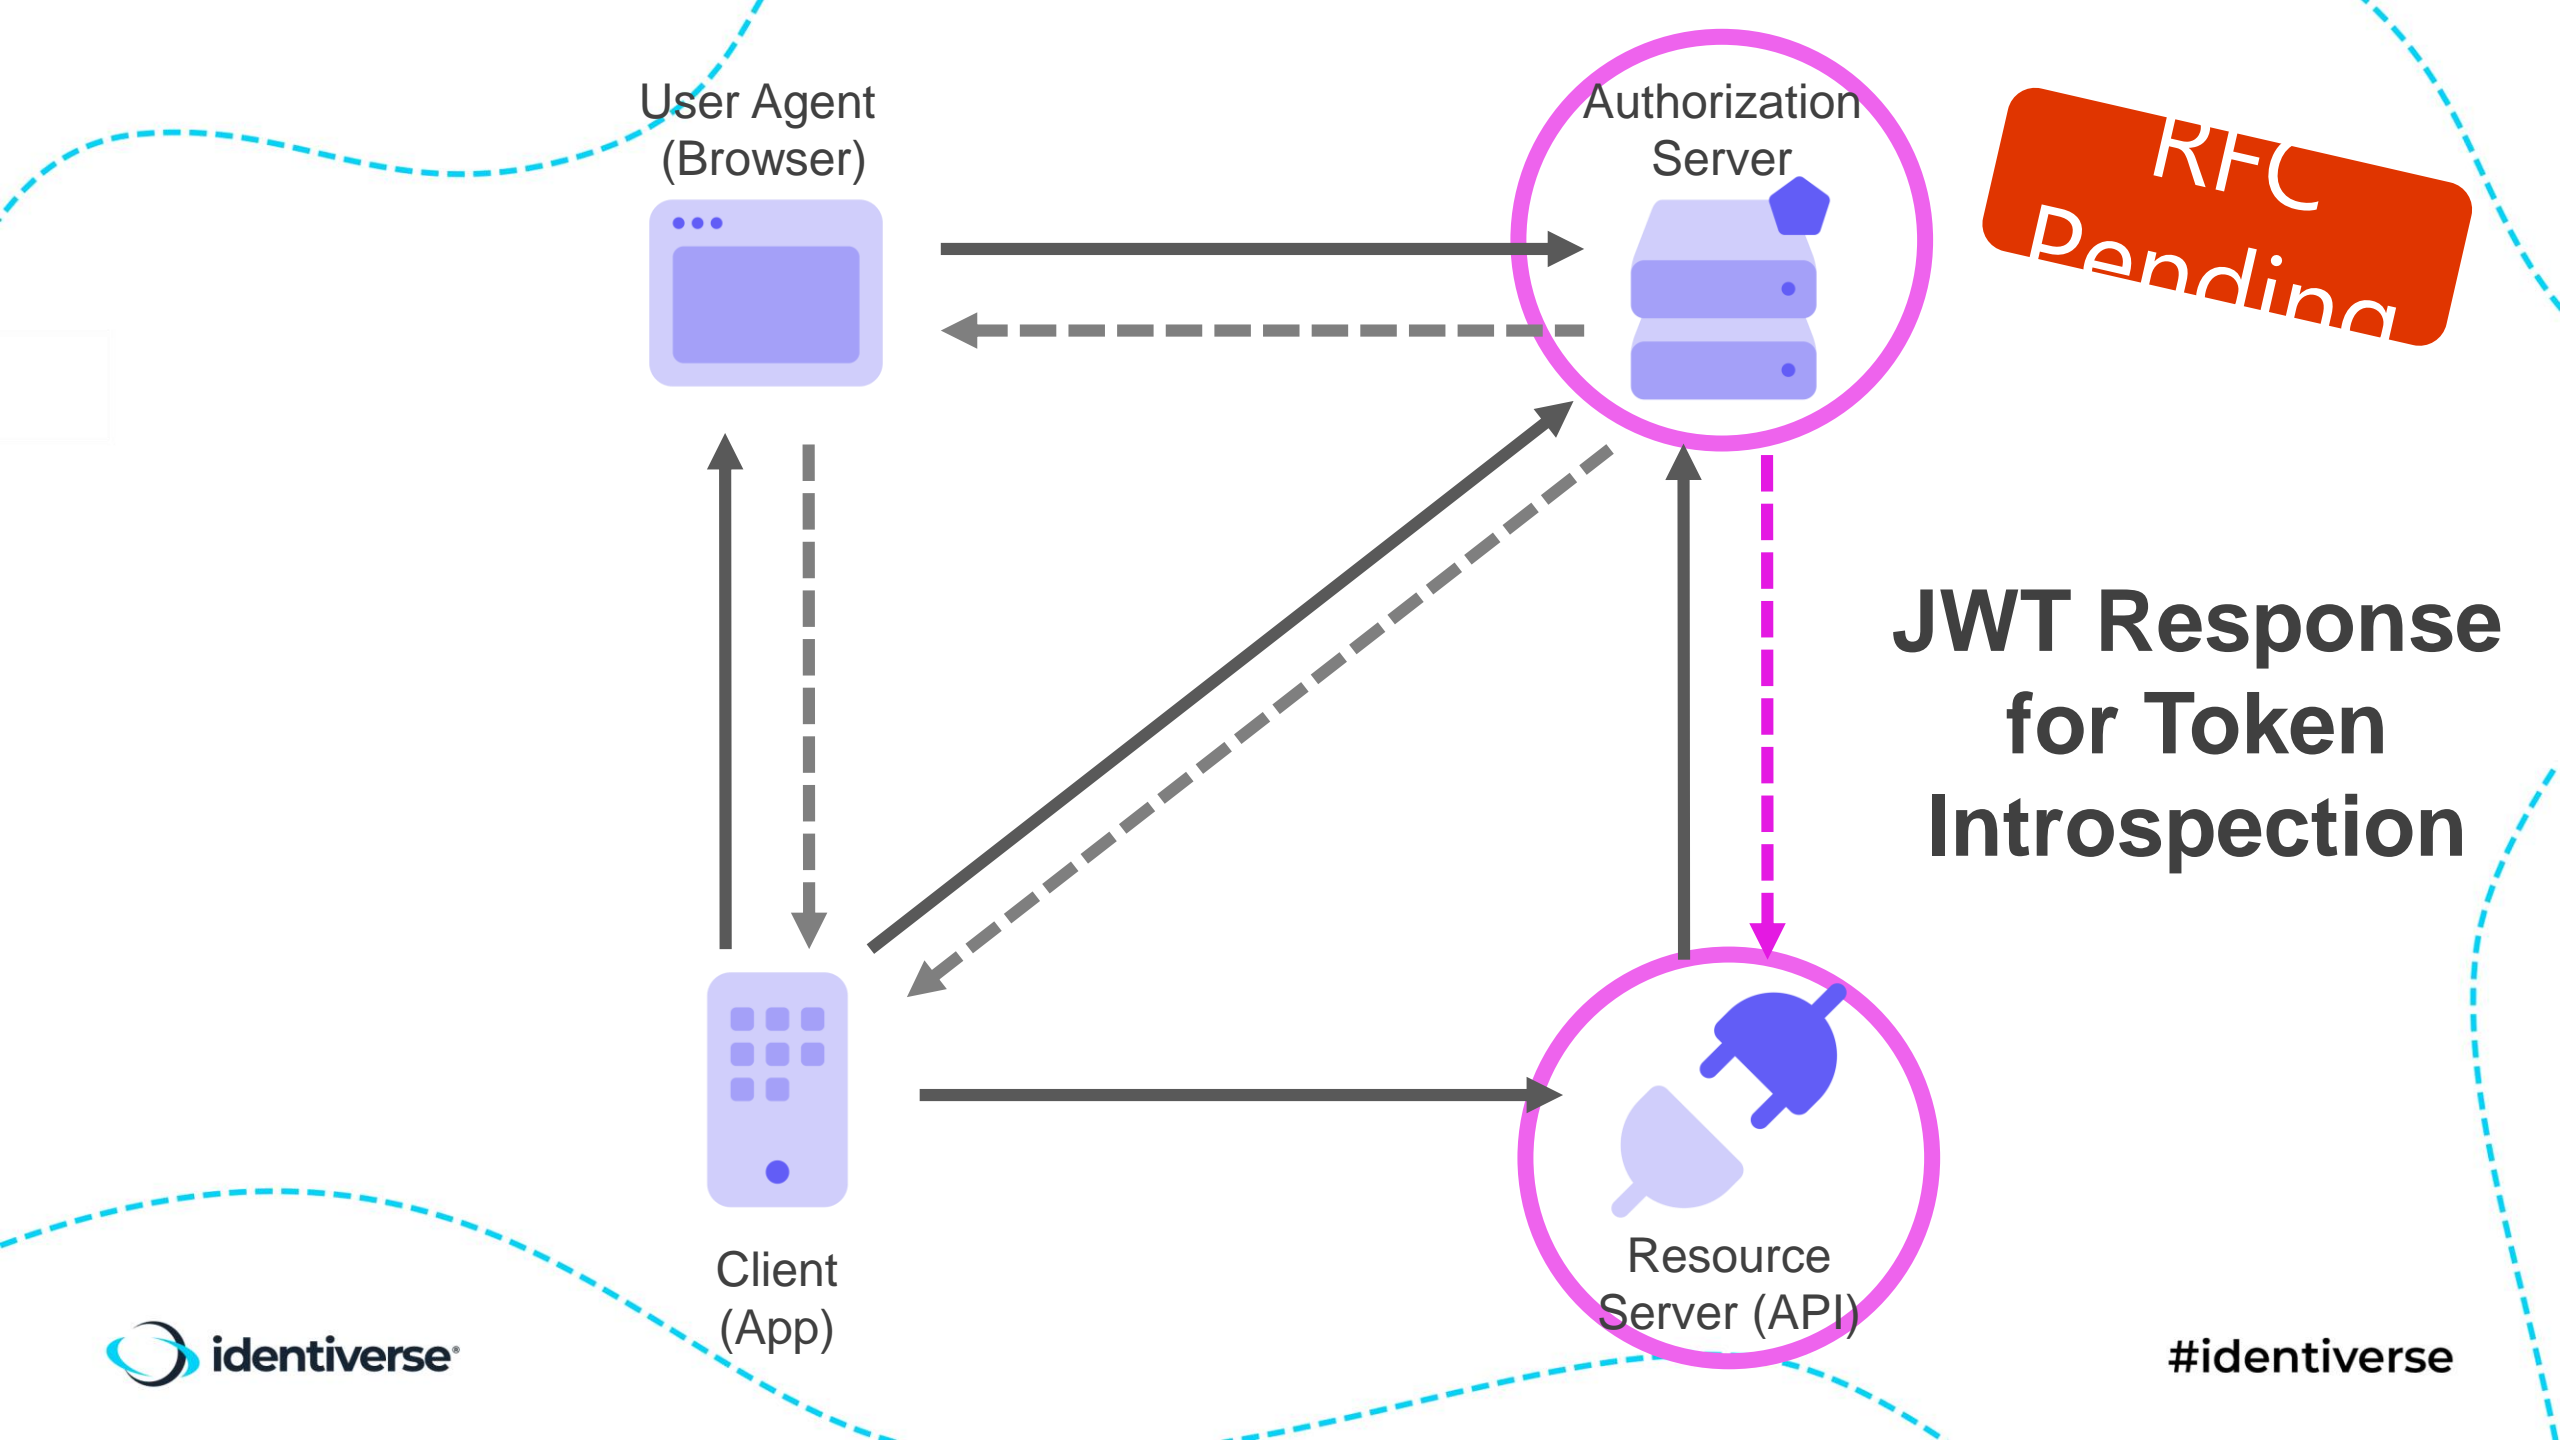 User Agent
(Browser)
Authorization
Server
RFC
Pending
JWT Response
for Token
Introspection
Client
(App)
Resource
Server (API)
identiverse®
#identiverse